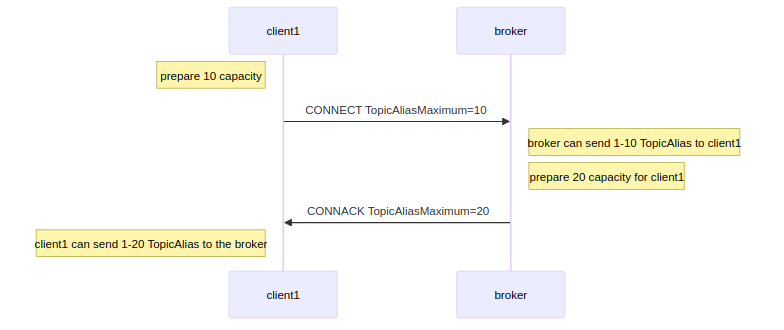 client1 broker
prepare 10 capacity
CONNECT TopicAliasMaximum=10
broker can send 1-10 TopicAlias to client1
prepare 20 capacity for client1
CONNACK TopicAliasMaximum=20
client1 can send 1-20 TopicAlias to the broker
client1 broker